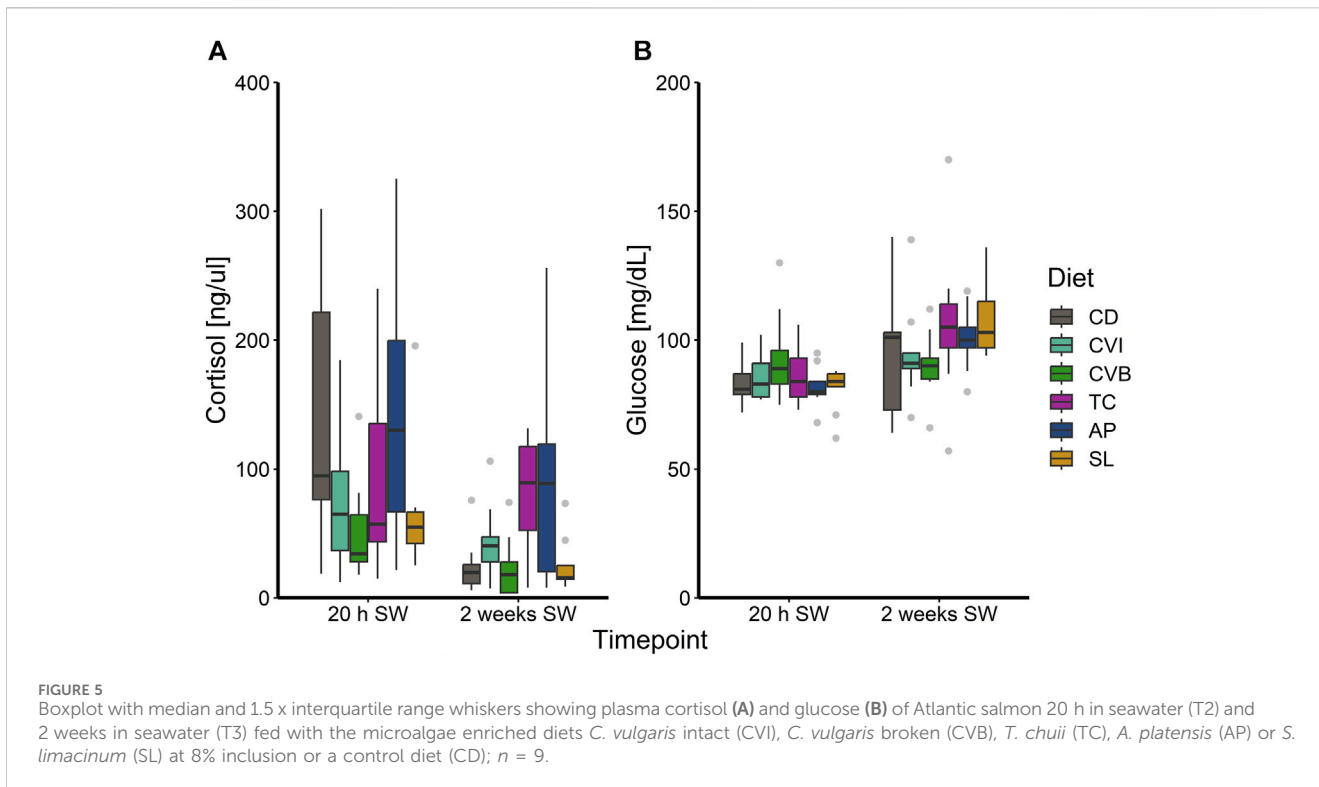 A
B
400
300
200
100
0
Cortisol [ng/ul]
20 h SW
2 weeks SW
200
150
100
50
0
Glucose [mg/dL]
20 h SW
2 weeks SW
Timepoint
Diet
CD
CVI
CVB
TC
AP
SL
FIGURE 5
Boxplot with median and 1.5 x interquartile range whiskers showing plasma cortisol (A) and glucose (B) of Atlantic salmon 20 h in seawater (T2) and
2 weeks in seawater (T3) fed with the microalgae enriched diets C. vulgaris intact (CVI), C. vulgaris broken (CVB), T. chuii (TC), A. platensis (AP) or S.
limacinum (SL) at 8% inclusion or a control diet (CD); n = 9.